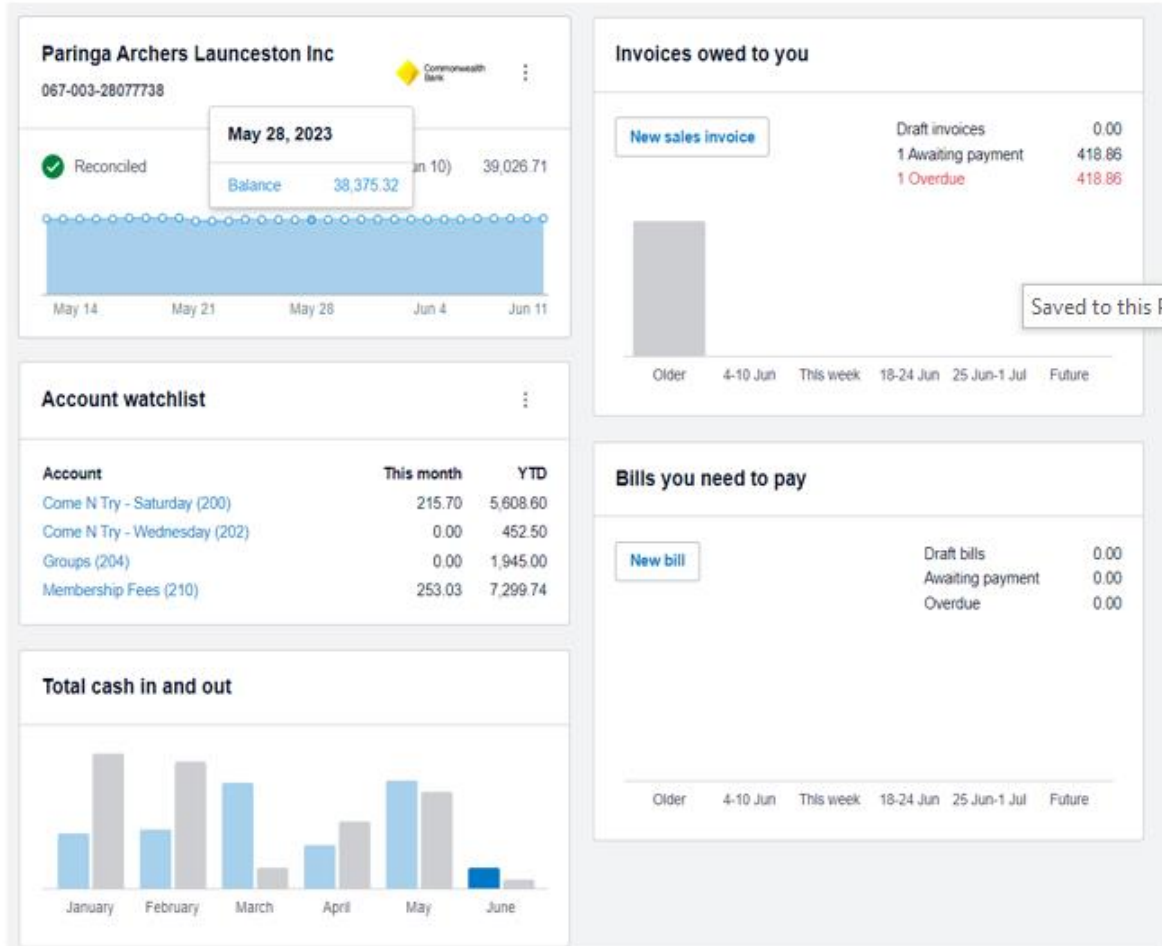 Paringa Archers Launceston Inc
067-003-28077738
Commonwealth
Bank
May 28, 2023
Balance 38,375.32
Reconciled un 10) 39,026.71
May 14 May 21 May 28 Jun 4 Jun 11
Account watchlist
Account This month YTD
Come N Try - Saturday (200) 215.70 5,608.60
Come N Try - Wednesday (202) 0.00 452.50
Groups (204) 0.00 1,945.00
Membership Fees (210) 253.03 7,299.74
Total cash in and out
January February March April May June
Invoices owed to you
New sales invoice
Draft invoices 0.00
1 Awaiting payment 418.86
1 Overdue 418.86
Saved to this
Older 4-10 Jun This week 18-24 Jun 25 Jun-1 Jul Future
Bills you need to pay
New bill
Draft bills 0.00
Awaiting payment 0.00
Overdue 0.00
Older 4-10 Jun This week 18-24 Jun 25 Jun-1 Jul Future